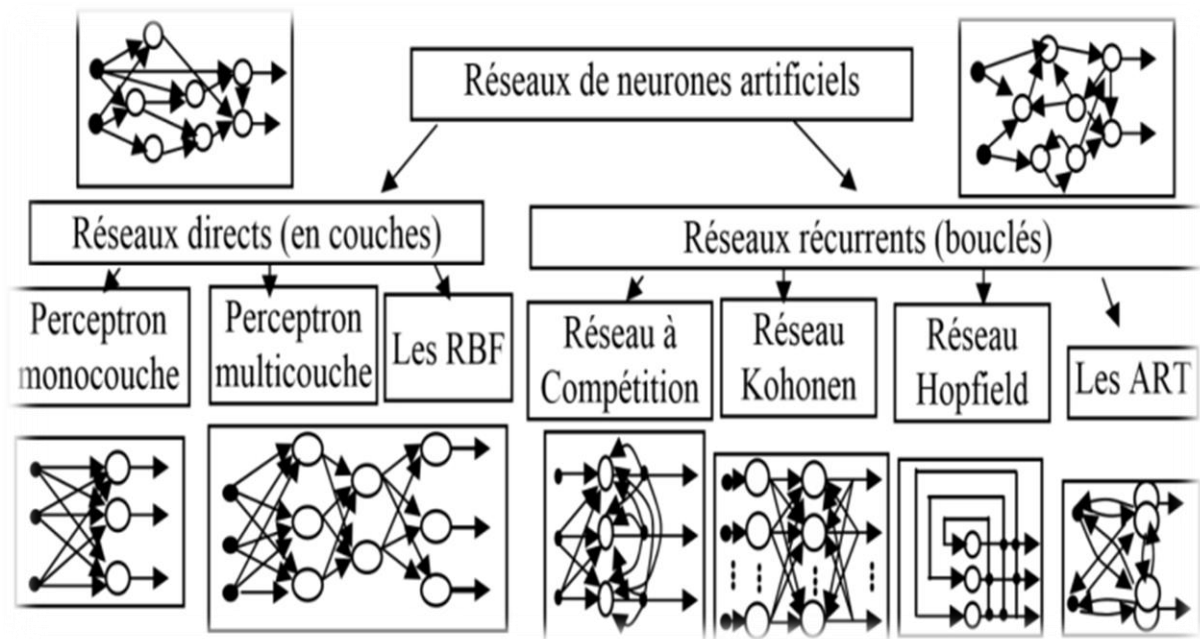 Réseaux de neurones artificiels
Réseaux directs (en couches)
Réseaux récurrents (bouclés)
Perceptron
monocouche
Perceptron
multicouche
Les RBF
Réseau à
Compétition
Réseau
Kohonen
Réseau
Hopfield
Les ART